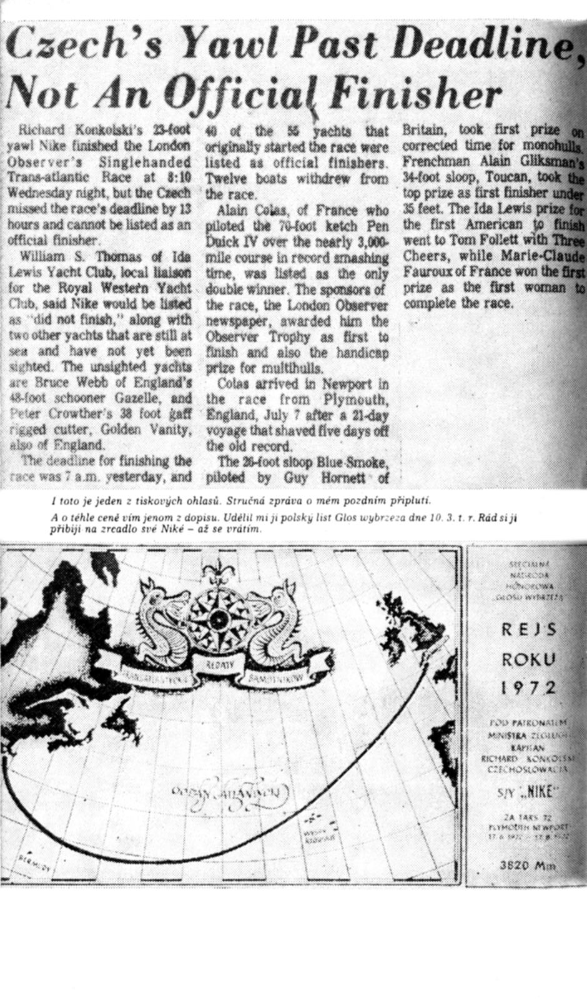 Czech's Yawl Past Deadline,
Not An Official Finisher
Richard Konkolski's 23-foot
yawl Nike finished the London
Observer's Singlehanded
Trans-atlantic Race at 8:10
Wednesday night, but the Czech
missed the race's deadline by 13
hours and cannot be listed as an
official finisher.
William S. Thomas of Ida
Lewis Yacht Club, local liaison
for the Royal Western Yacht
Club, said Nike would be listed
as "did not finish," along with
two other yachts that are still at
sea and have not yet been
sighted. The unsighted yachts
are Bruce Webb of England's
48-foot schooner Gazelle, and
Peter Crowther's 38 foot gaff
rigged cutter, Golden Vanity,
also of England.
The deadline for finishing the
race was 7 a.m. yesterday, and
40 of the 55 yachts that
originally started the race were
listed as official finishers.
Twelve boats withdrew from
the race.
Alain Colas, of France who
piloted the 70-foot ketch Pen
Duick IV over the nearly 3,000-
mile course in record smashing
time, was listed as the only
double winner. The sponsors of
the race, the London Observer
newspaper, awarded him the
Observer Trophy as first to
finish and also the handicap
prize for multihulls.
Colas arrived in Newport in
the race from Plymouth,
England, July 7 after a 21-day
voyage that shaved five days off
the old record.
The 26-foot sloop Blue Smoke,
piloted by Guy Hornett of
Britain, took first prize on
corrected time for monohulls.
Frenchman Alain Gliksman's
34-foot sloop, Toucan, took the
top prize as first finisher under
35 feet. The Ida Lewis prize for
the first American to finish
went to Tom Follett with Three
Cheers, while Marie-Claude
Fauroux of France won the first
prize as the first woman to
complete the race.
I toto je jeden z tiskových ohlasů. Stručná zpráva o mém pozdním připlutí.
A o téhle ceně vím jenom z dopisu. Udělil mi ji polský list Glos wybrzeza dne 10. 3. t. r. Rád si ji
přibiji na zrcadlo své Niké – až se vrátím.
REGATY
SAMOTNIKÓW
OCEAN ATLANTYCKI
WYSPY
BERMUDY
SPECJALNA
NAGRODA
HONOROWA
„GŁOSU WYBRZEŻA"
REJS
ROKU
1972
POD PATRONATEM
MINISTRA ŻEGLUGI
KAPITAN
RICHARD KONKOLSKI
CZECHOSŁOWACJA
S/Y „NIKE"
ZA TARS 72
PLYMOUTH NEWPORT
3820 Mm